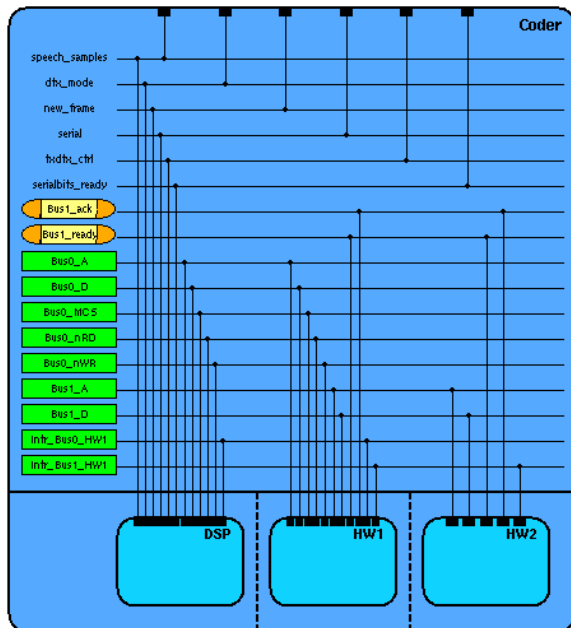 Coder
speech_samples
dtx_mode
new_frame
serial
txdtx_ctrl
serialbits_ready
Bus1_ack
Bus1_ready
Bus0_A
Bus0_D
Bus0_MCS
Bus0_nRD
Bus0_nWR
Bus1_A
Bus1_D
Intr_Bus0_HW1
Intr_Bus1_HW1
DSP HW1 HW2